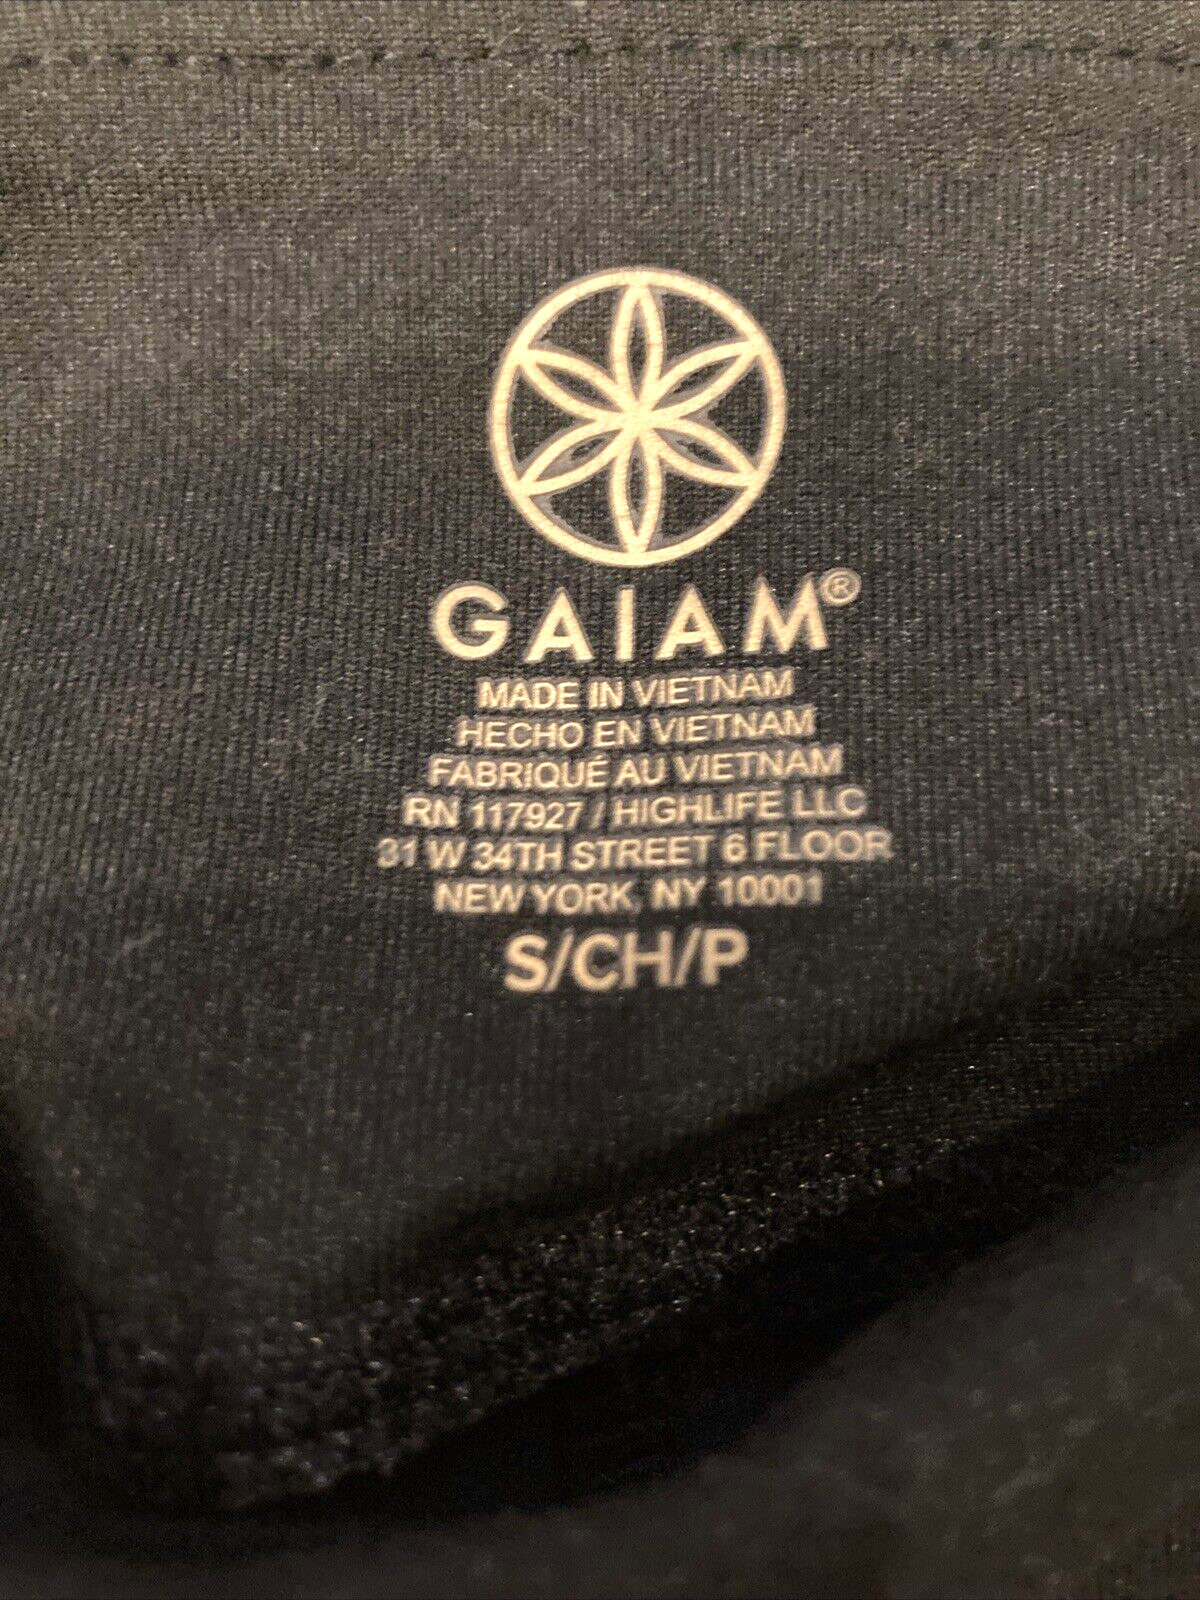 GAIAM®
MADE IN VIETNAM
HECHO EN VIETNAM
FABRIQUÉ AU VIETNAM
RN 117927 / HIGHLIFE LLC
31 W 34TH STREET 6 FLOOR
NEW YORK, NY 10001
S/CH/P